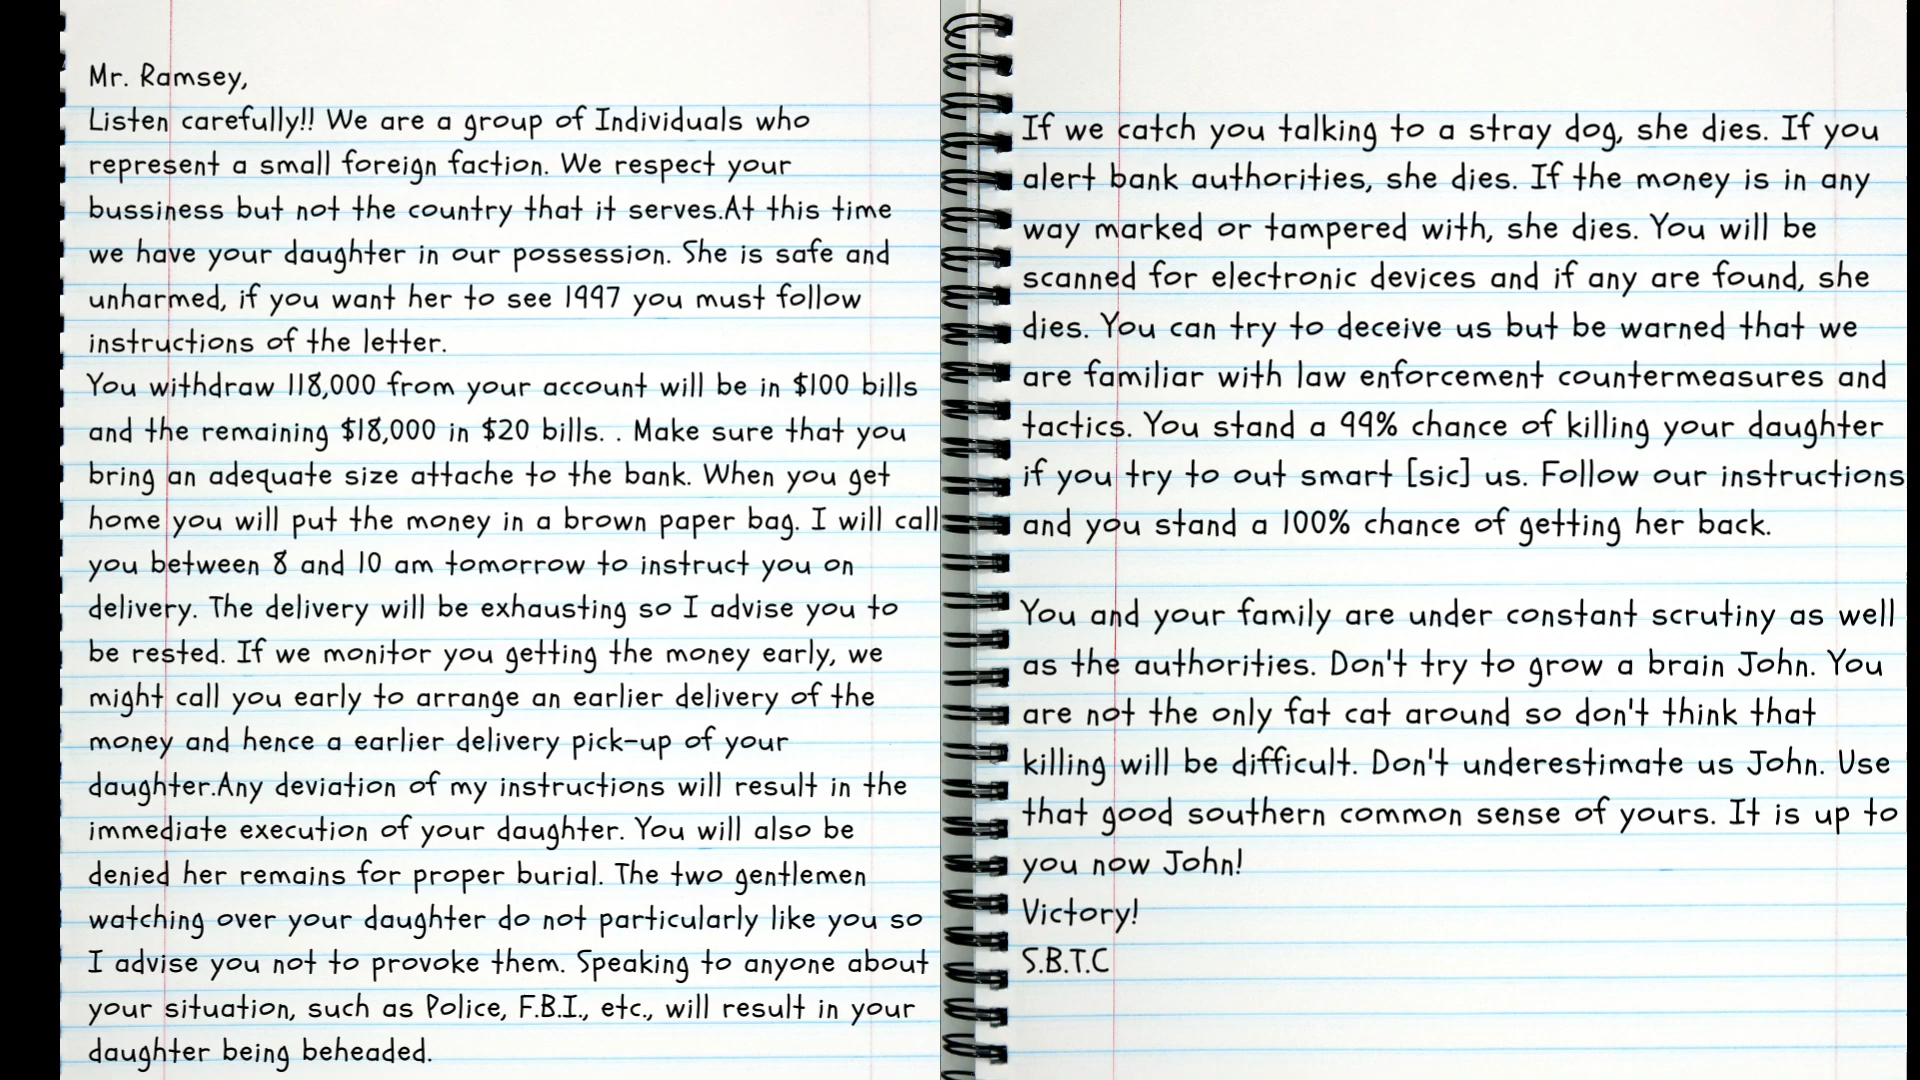 Mr. Ramsey,
Listen carefully!! We are a group of Individuals who
represent a small foreign faction. We respect your
bussiness but not the country that it serves.At this time
we have your daughter in our possession. She is safe and
unharmed, if you want her to see 1997 you must follow
instructions of the letter.
You withdraw 118,000 from your account will be in $100 bills
and the remaining $18,000 in $20 bills. . Make sure that you
bring an adequate size attache to the bank. When you get
home you will put the money in a brown paper bag. I will call
you between 8 and 10 am tomorrow to instruct you on
delivery. The delivery will be exhausting so I advise you to
be rested. If we monitor you getting the money early, we
might call you early to arrange an earlier delivery of the
money and hence a earlier delivery pick-up of your
daughter.Any deviation of my instructions will result in the
immediate execution of your daughter. You will also be
denied her remains for proper burial. The two gentlemen
watching over your daughter do not particularly like you so
I advise you not to provoke them. Speaking to anyone about
your situation, such as Police, F.B.I., etc., will result in your
daughter being beheaded.
If we catch you talking to a stray dog, she dies. If you
alert bank authorities, she dies. If the money is in any
way marked or tampered with, she dies. You will be
scanned for electronic devices and if any are found, she
dies. You can try to deceive us but be warned that we
are familiar with law enforcement countermeasures and
tactics. You stand a 99% chance of killing your daughter
if you try to out smart [sic] us. Follow our instructions
and you stand a 100% chance of getting her back.
You and your family are under constant scrutiny as well
as the authorities. Don't try to grow a brain John. You
are not the only fat cat around so don't think that
killing will be difficult. Don't underestimate us John. Use
that good southern common sense of yours. It is up to
you now John!
Victory!
S.B.T.C